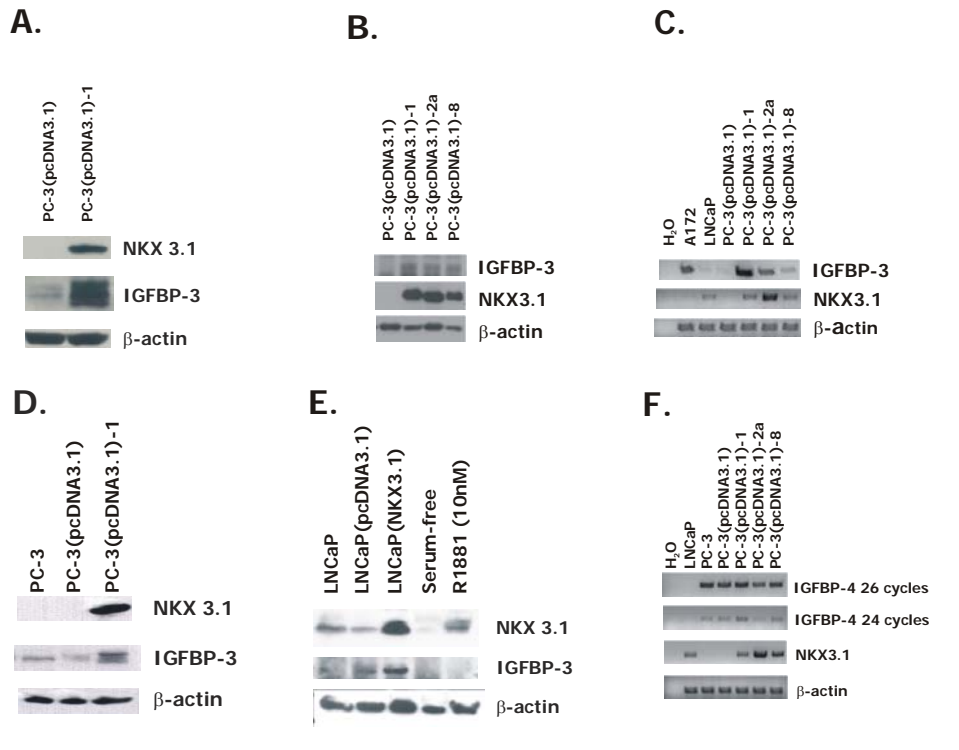 A.
PC-3(pcDNA3.1)
PC-3(pcDNA3.1)-1
NKX 3.1
IGFBP-3
β-actin
B.
PC-3(pcDNA3.1)
PC-3(pcDNA3.1)-1
PC-3(pcDNA3.1)-2a
PC-3(pcDNA3.1)-8
IGFBP-3
NKX3.1
β-actin
C.
H₂O
A172
LNCaP
PC-3(pcDNA3.1)
PC-3(pcDNA3.1)-1
PC-3(pcDNA3.1)-2a
PC-3(pcDNA3.1)-8
IGFBP-3
NKX3.1
β-actin
D.
PC-3
PC-3(pcDNA3.1)
PC-3(pcDNA3.1)-1
NKX 3.1
IGFBP-3
β-actin
E.
LNCaP
LNCaP(pcDNA3.1)
LNCaP(NKX3.1)
Serum-free
R1881 (10nM)
NKX 3.1
IGFBP-3
β-actin
F.
H₂O
LNCaP
PC-3
PC-3(pcDNA3.1)
PC-3(pcDNA3.1)-1
PC-3(pcDNA3.1)-2a
PC-3(pcDNA3.1)-8
IGFBP-4 26 cycles
IGFBP-4 24 cycles
NKX3.1
β-actin